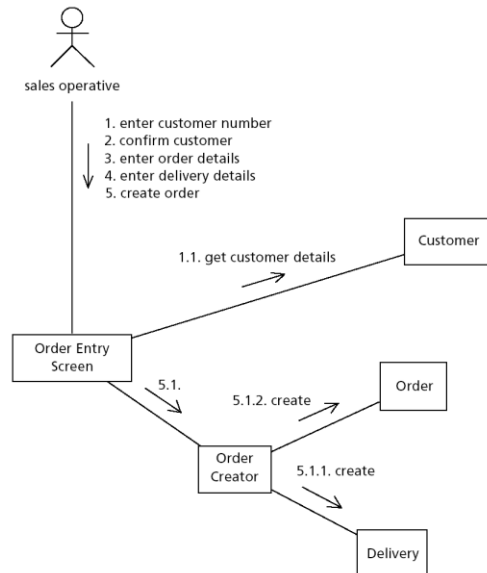 sales operative
1. enter customer number
2. confirm customer
3. enter order details
4. enter delivery details
5. create order
Customer
1.1. get customer details
Order Entry
Screen
5.1.
5.1.2. create
Order
Order
Creator
5.1.1. create
Delivery